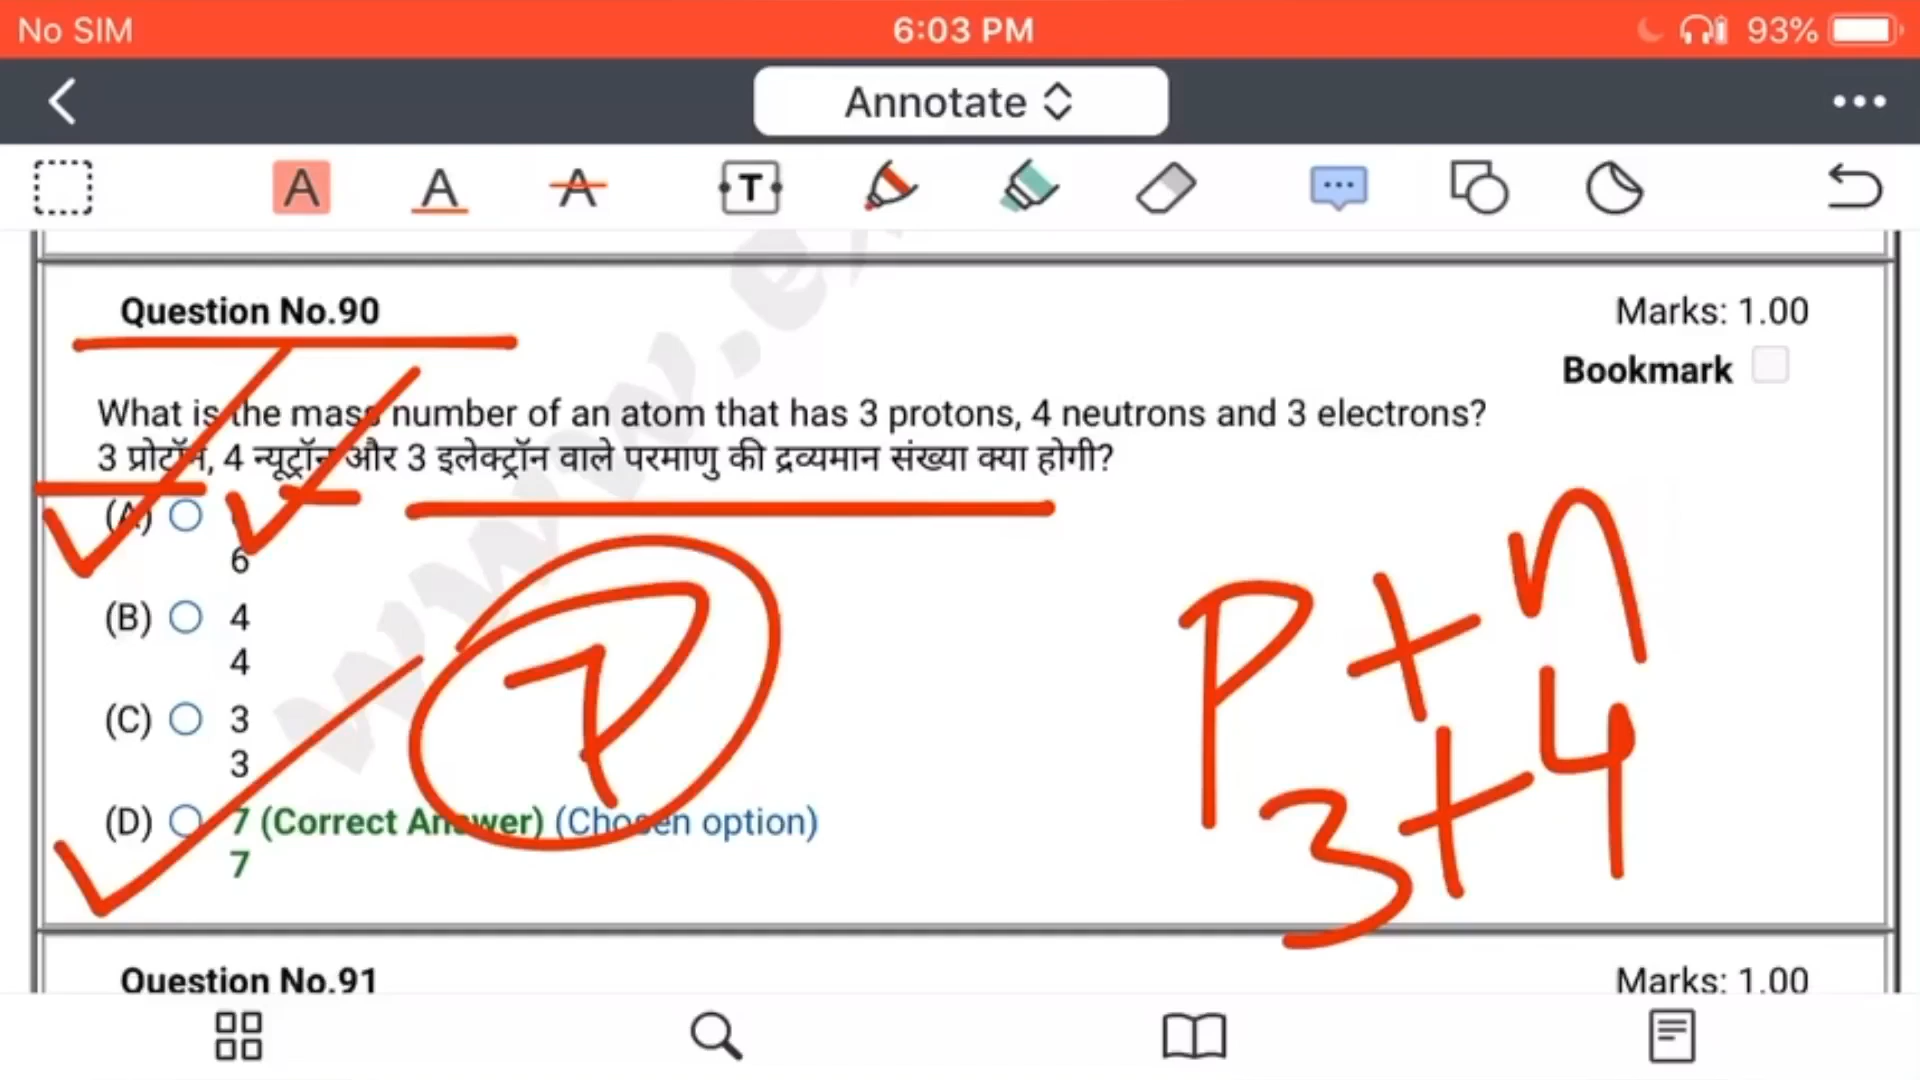 No SIM 6:03 PM 93%
Annotate
A A A T
Question No.90 Marks: 1.00
Bookmark
What is the mass number of an atom that has 3 protons, 4 neutrons and 3 electrons?
3 प्रोटॉन, 4 न्यूट्रॉन और 3 इलेक्ट्रॉन वाले परमाणु की द्रव्यमान संख्या क्या होगी?
(A)
6
(B) 4
4
(C) 3
3
(D) 7 (Correct Answer) (Chosen option)
7
7
P+n
3+4
www.e
Question No.91 Marks: 1.00